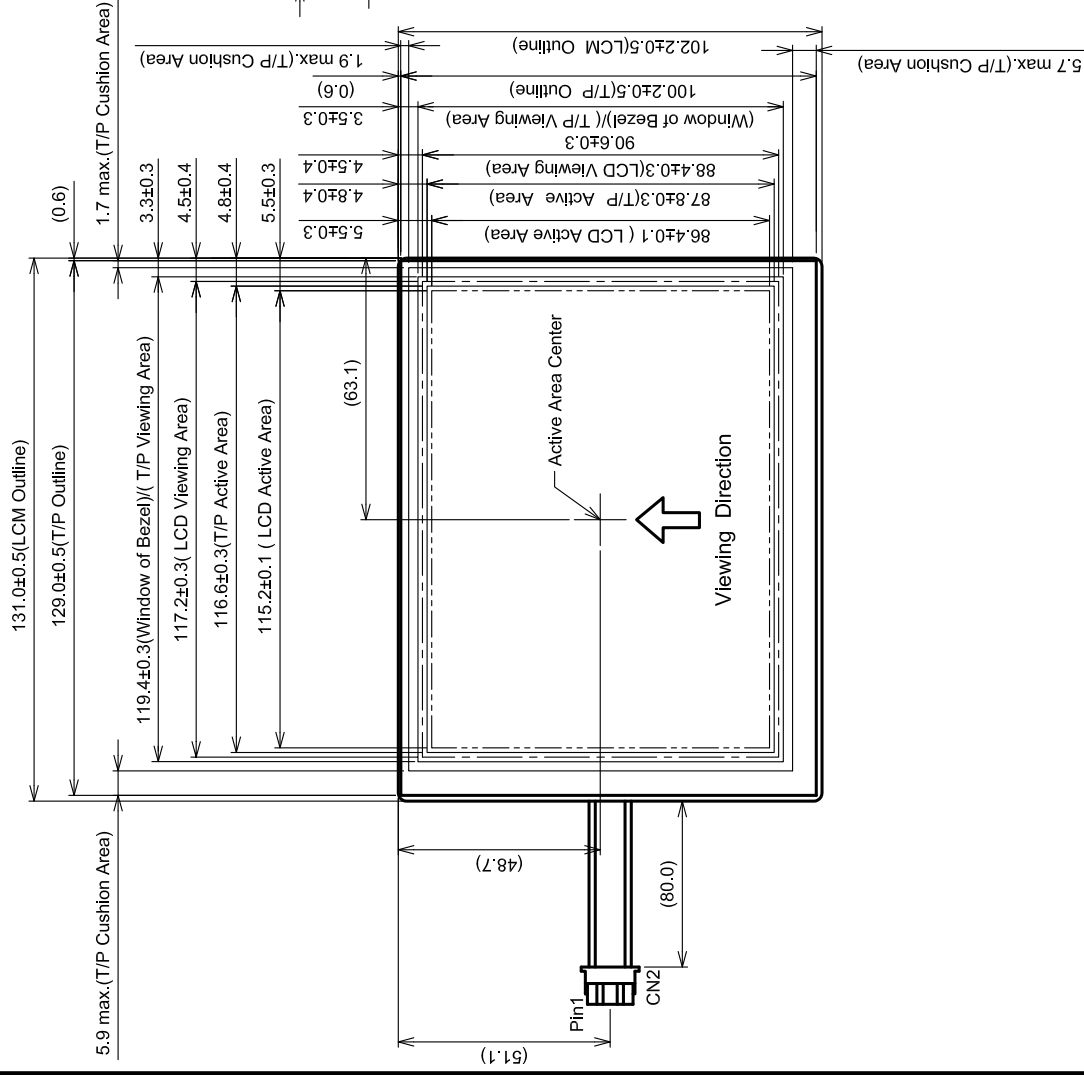 131.0±0.5(LCM Outline)
129.0±0.5(T/P Outline)
119.4±0.3(Window of Bezel)/( T/P Viewing Area)
117.2±0.3( LCD Viewing Area)
116.6±0.3(T/P Active Area)
115.2±0.1 ( LCD Active Area)
5.9 max.(T/P Cushion Area)
(0.6)
1.7 max.(T/P Cushion Area)
3.3±0.3
4.5±0.4
4.8±0.4
5.5±0.3
102.2±0.5(LCM Outline)
1.9 max.(T/P Cushion Area)
5.7 max.(T/P Cushion Area)
100.2±0.5(T/P Outline)
(0.6)
(Window of Bezel)/( T/P Viewing Area)
90.6±0.3
3.5±0.3
88.4±0.3(LCD Viewing Area)
4.5±0.4
87.8±0.3(T/P Active Area)
4.8±0.4
86.4±0.1 ( LCD Active Area)
5.5±0.3
(63.1)
Active Area Center
Viewing Direction
(48.7)
(80.0)
Pin1
CN2
(51.1)